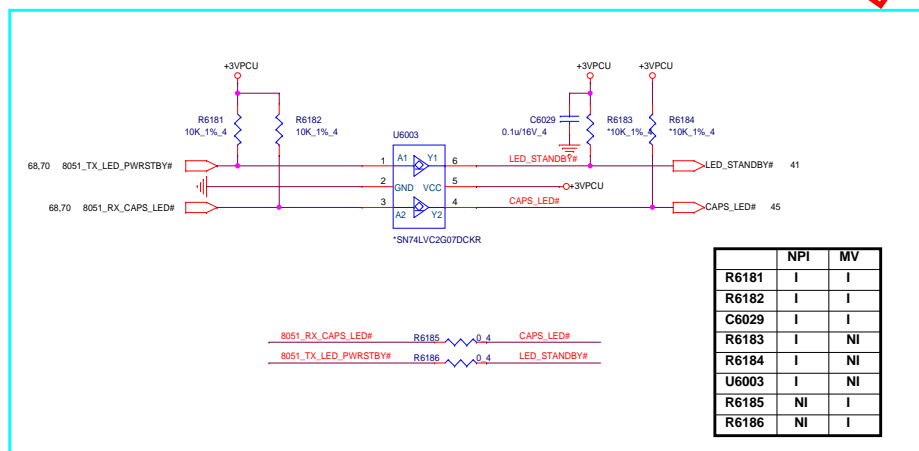 +3VPCU +3VPCU +3VPCU
R6181 10K_1%_4
R6182 10K_1%_4
C6029 0.1u/16V_4
R6183 *10K_1%_4
R6184 *10K_1%_4
U6003
68,70 8051_TX_LED_PWRSTBY# 1 A1 Y1 6 LED_STANDBY# LED_STANDBY# 41
2 GND VCC 5 +3VPCU
68,70 8051_RX_CAPS_LED# 3 A2 Y2 4 CAPS_LED# CAPS_LED# 45
*SN74LVC2G07DCKR
8051_RX_CAPS_LED# R6185 0_4 CAPS_LED#
8051_TX_LED_PWRSTBY# R6186 0_4 LED_STANDBY#
NPI MV
R6181 I I
R6182 I I
C6029 I I
R6183 I NI
R6184 I NI
U6003 I NI
R6185 NI I
R6186 NI I